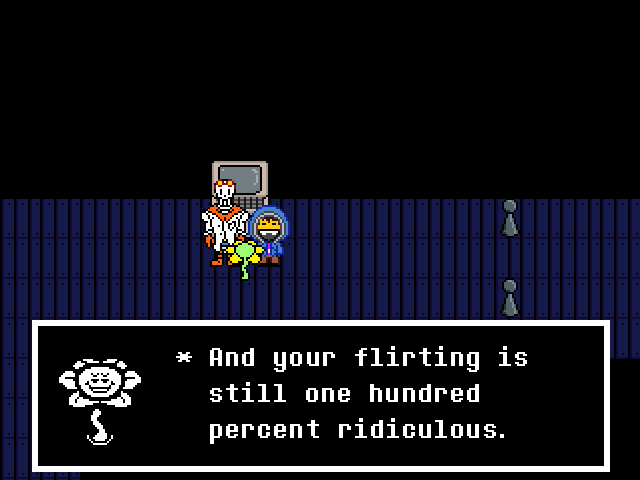 * And your flirting is
still one hundred
percent ridiculous.